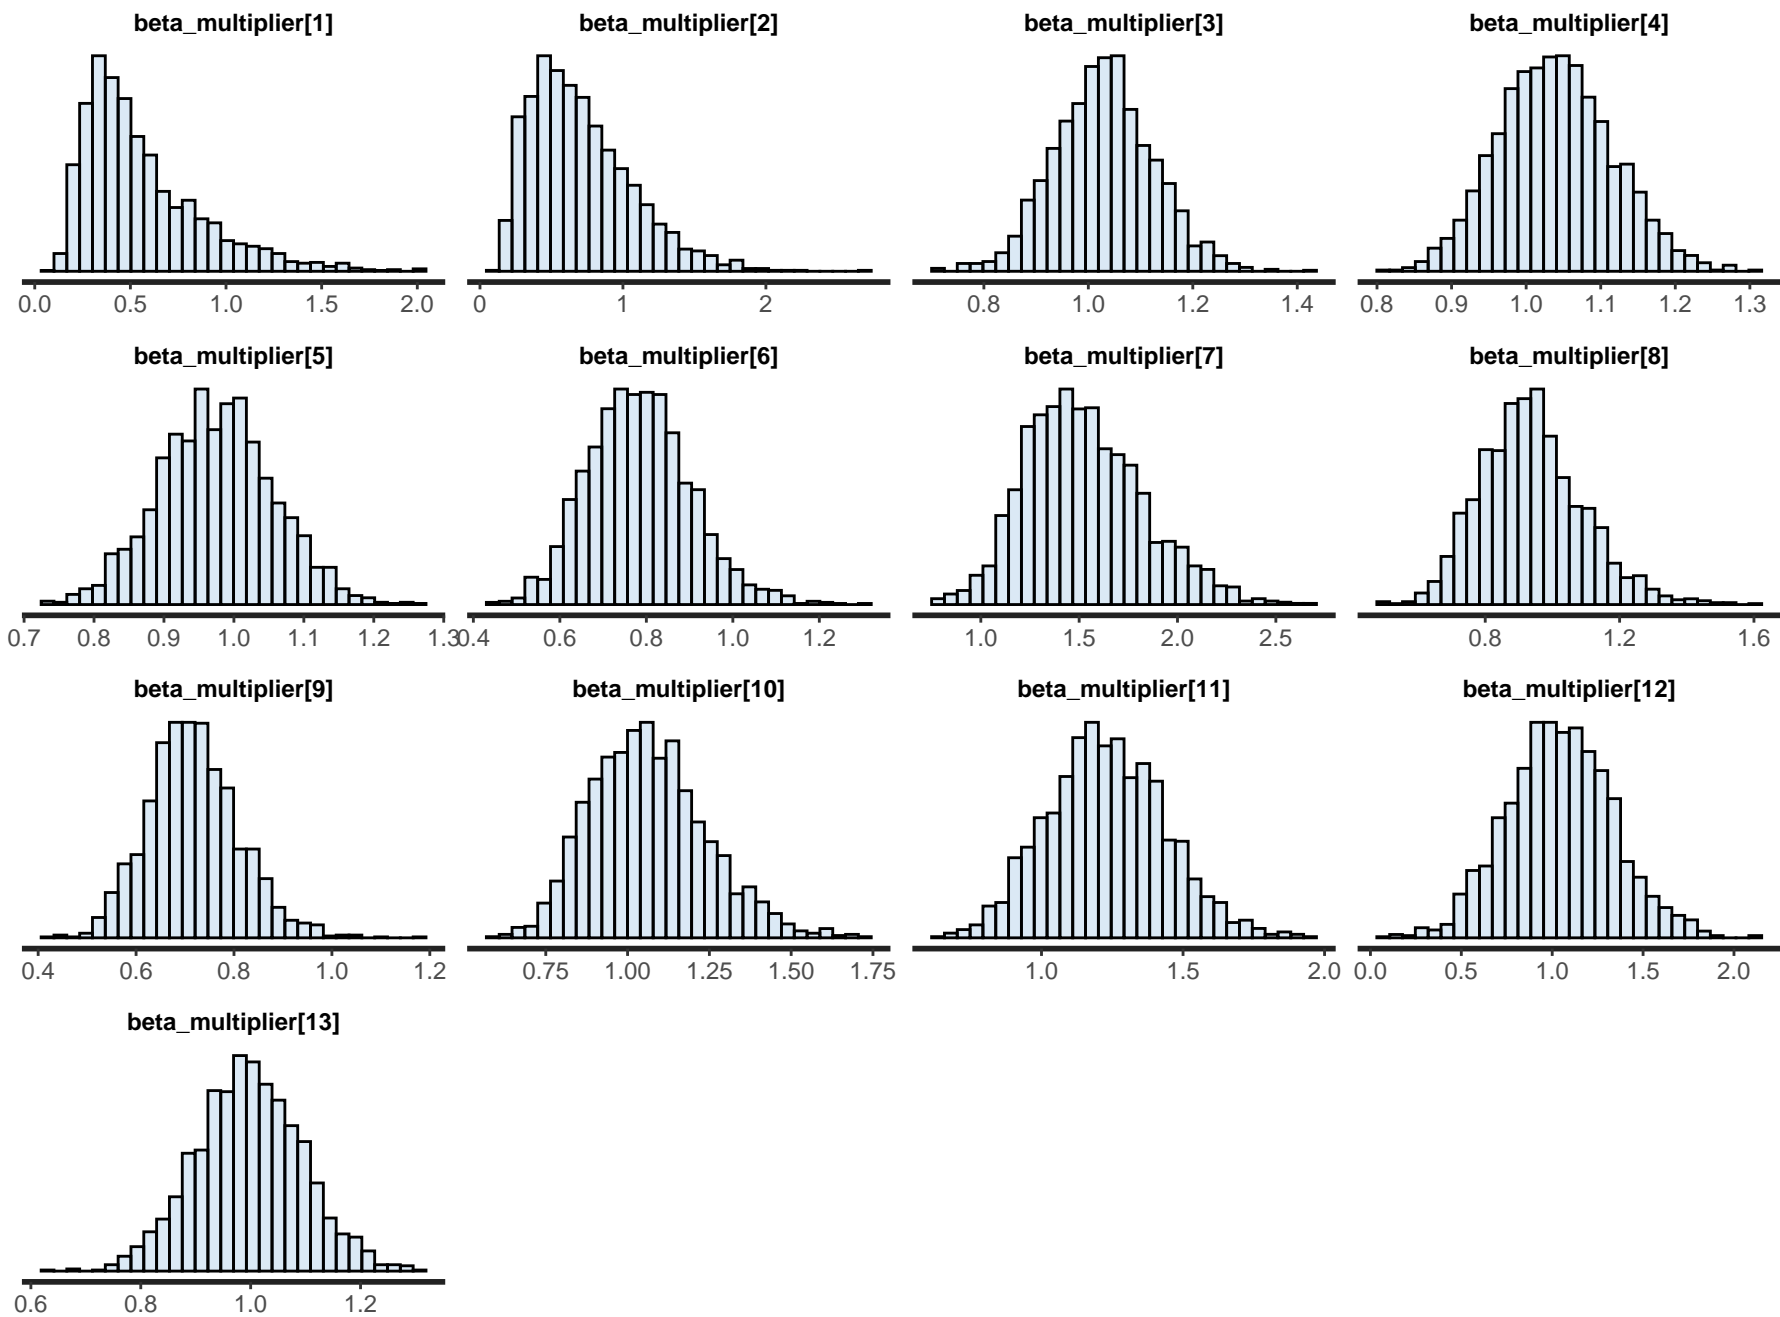 beta_multiplier[1] beta_multiplier[2] beta_multiplier[3] beta_multiplier[4]
0.0 0.5 1.0 1.5 2.0 0 1 2 0.8 1.0 1.2 1.4 0.8 0.9 1.0 1.1 1.2 1.3
beta_multiplier[5] beta_multiplier[6] beta_multiplier[7] beta_multiplier[8]
0.7 0.8 0.9 1.0 1.1 1.2 1.3 0.4 0.6 0.8 1.0 1.2 1.0 1.5 2.0 2.5 0.8 1.2 1.6
beta_multiplier[9] beta_multiplier[10] beta_multiplier[11] beta_multiplier[12]
0.4 0.6 0.8 1.0 1.2 0.75 1.00 1.25 1.50 1.75 1.0 1.5 2.0 0.0 0.5 1.0 1.5 2.0
beta_multiplier[13]
0.6 0.8 1.0 1.2